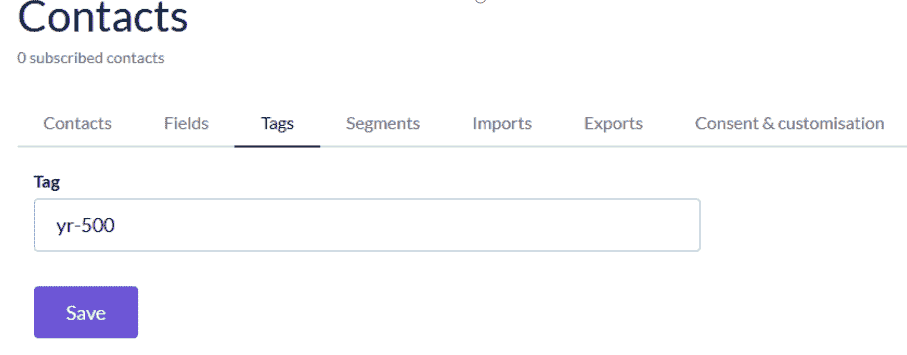 Contacts
0 subscribed contacts
Contacts Fields Tags Segments Imports Exports Consent & customisation
Tag
yr-500
Save